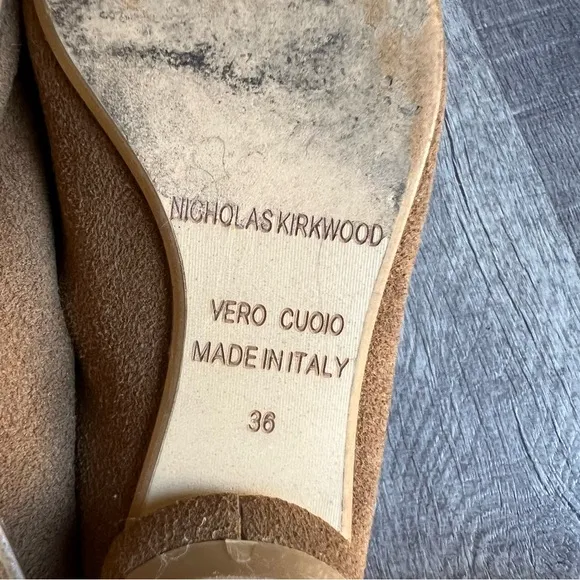 NICHOLAS KIRKWOOD
VERO CUOIO
MADE IN ITALY
36